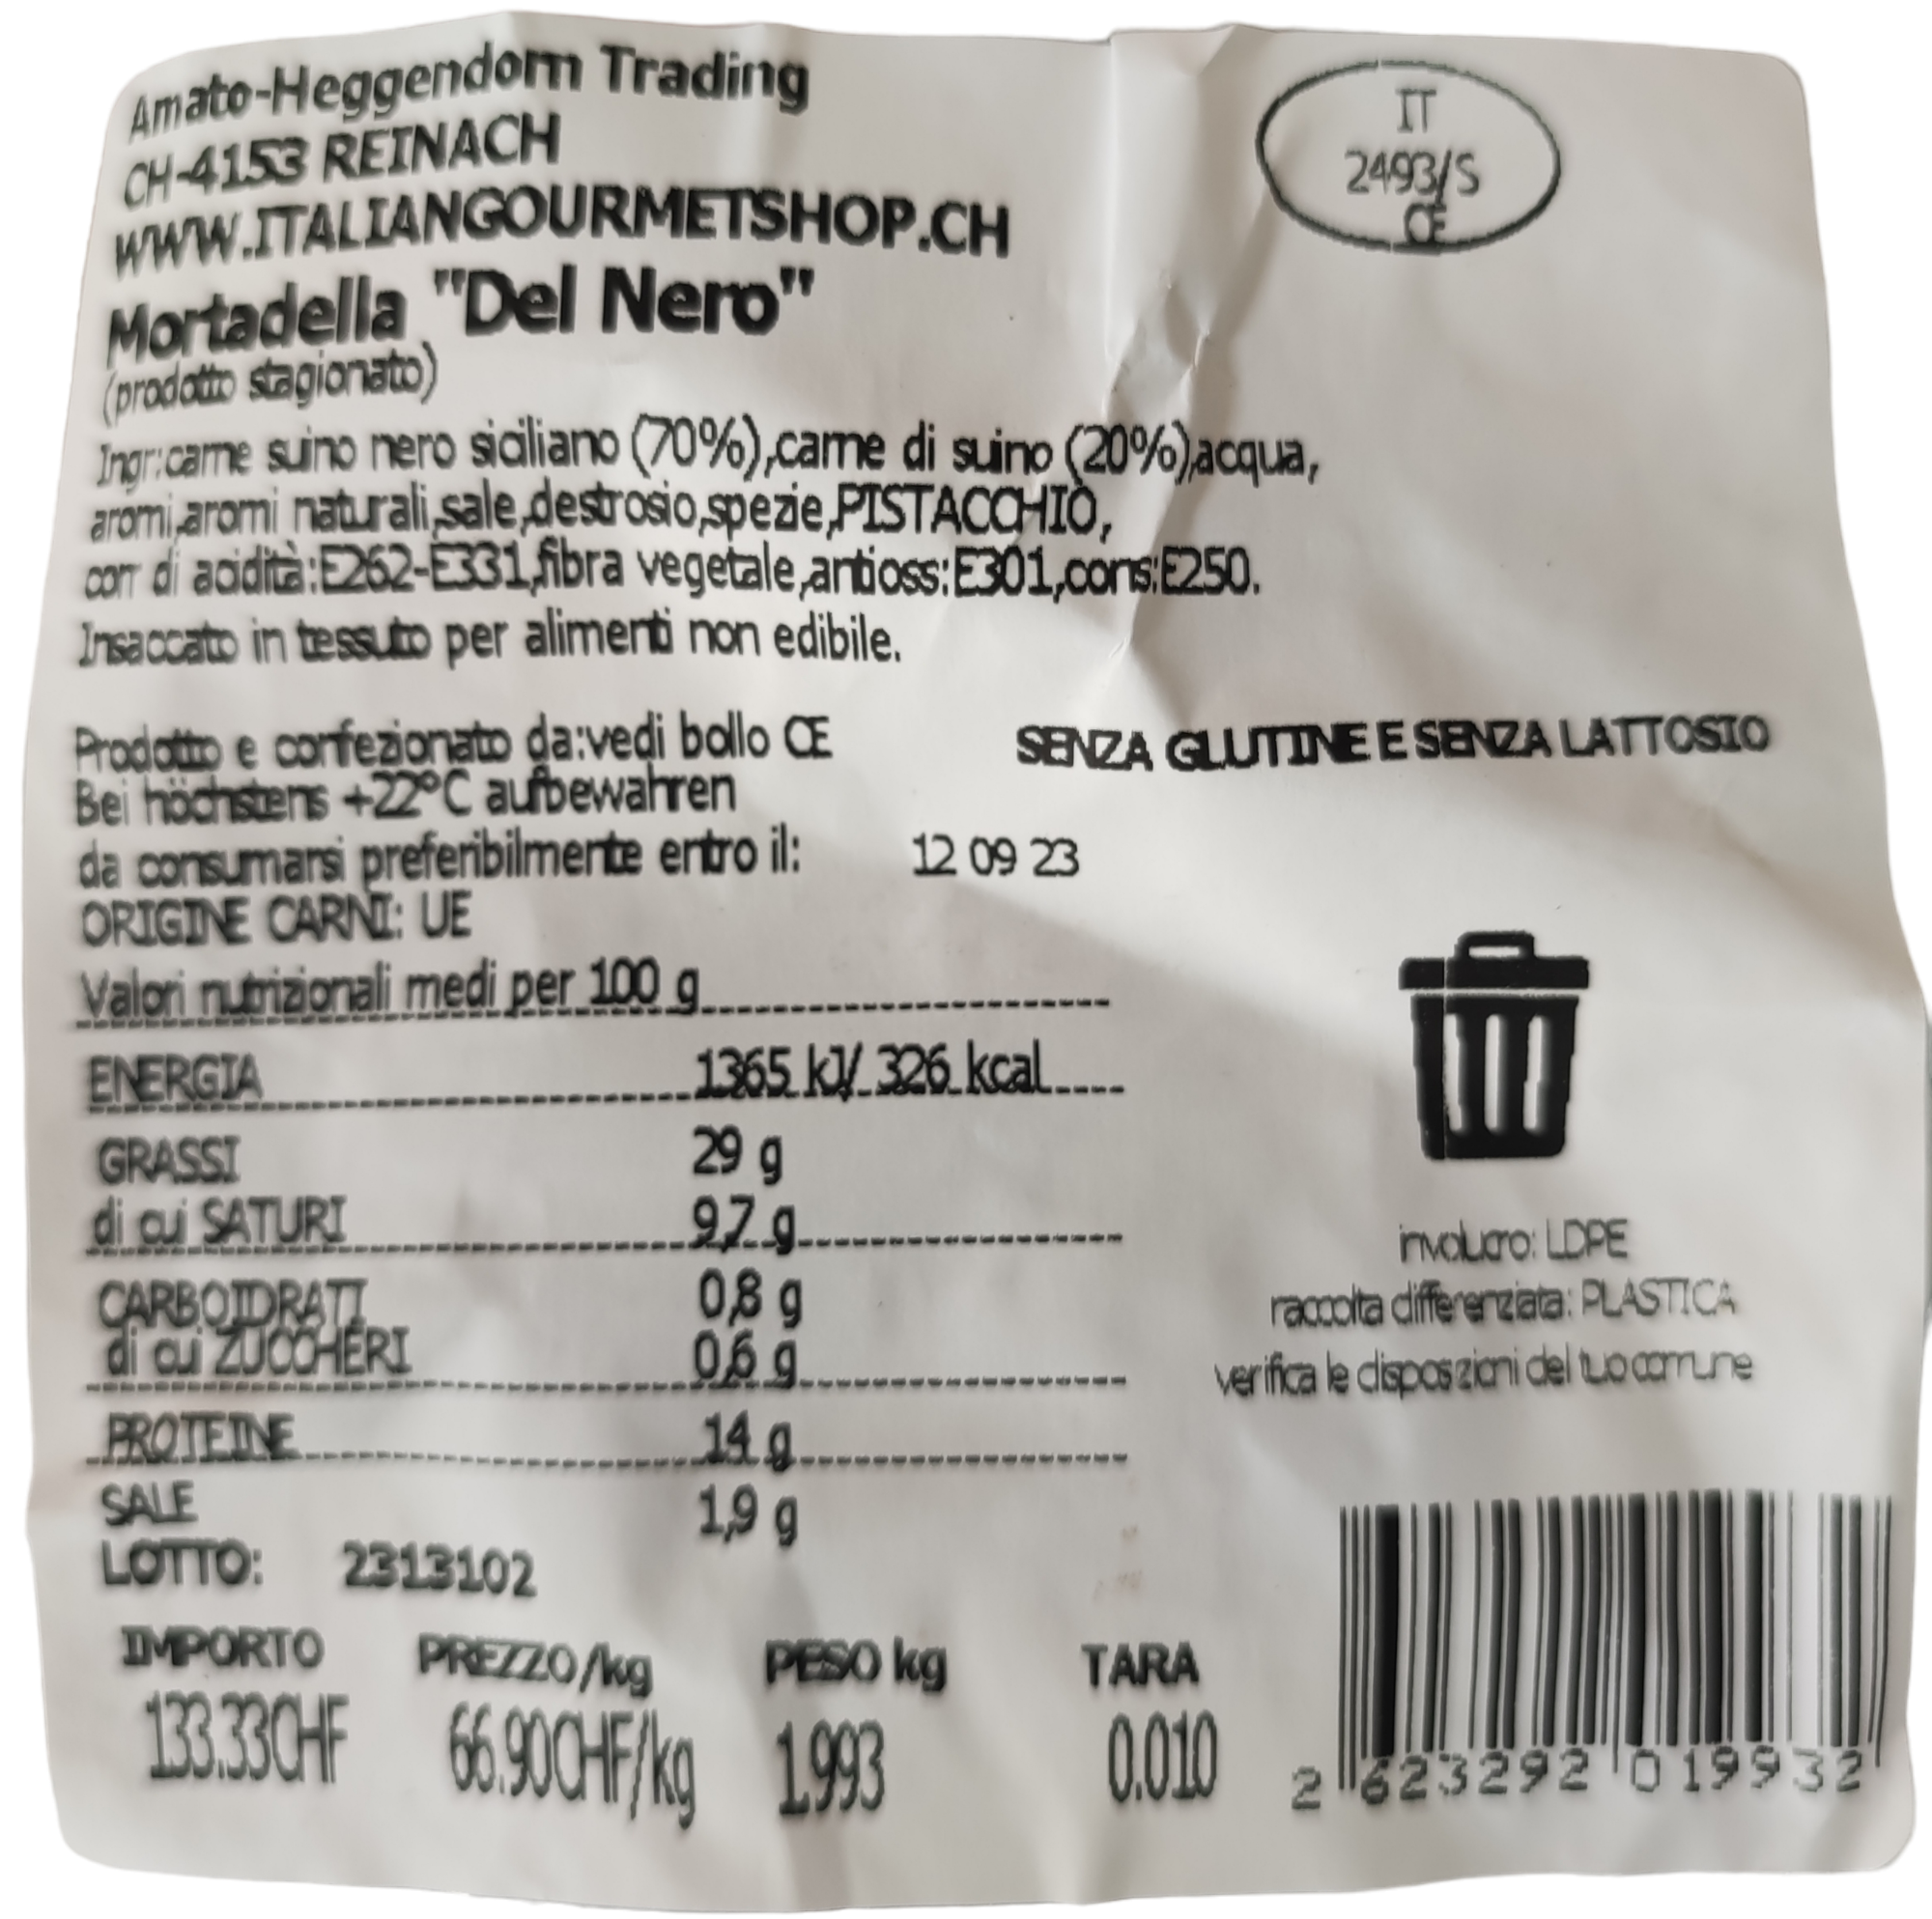 Amato-Heggendorn Trading
CH-4153 REINACH
WWW.ITALIANGOURMETSHOP.CH
IT
2493/S
CE
Mortadella "Del Nero"
(prodotto stagionato)
Ingr:carne suino nero siciliano (70%),carne di suino (20%),acqua,
aromi,aromi naturali,sale,destrosio,spezie,PISTACCHIO,
corr di acidità:E262-E331,fibra vegetale,antioss:E301,cons:E250.
Insaccato in tessuto per alimenti non edibile.
Prodotto e confezionato da:vedi bollo CE
SENZA GLUTINE E SENZA LATTOSIO
Bei höchstens +22°C aufbewahren
da consumarsi preferibilmente entro il: 12 09 23
ORIGINE CARNI: UE
Valori nutrizionali medi per 100 g
ENERGIA 1365 kJ/ 326 kcal
GRASSI 29 g
di cui SATURI 9,7 g
CARBOIDRATI 0,8 g
di cui ZUCCHERI 0,6 g
PROTEINE 14 g
SALE 1,9 g
LOTTO: 2313102
involucro: LDPE
raccolta differenziata: PLASTICA
verifica le disposizioni del tuo comune
IMPORTO PREZZO/kg PESO kg TARA
133.33CHF 66.90CHF/kg 1.993 0.010
2 623292 019932